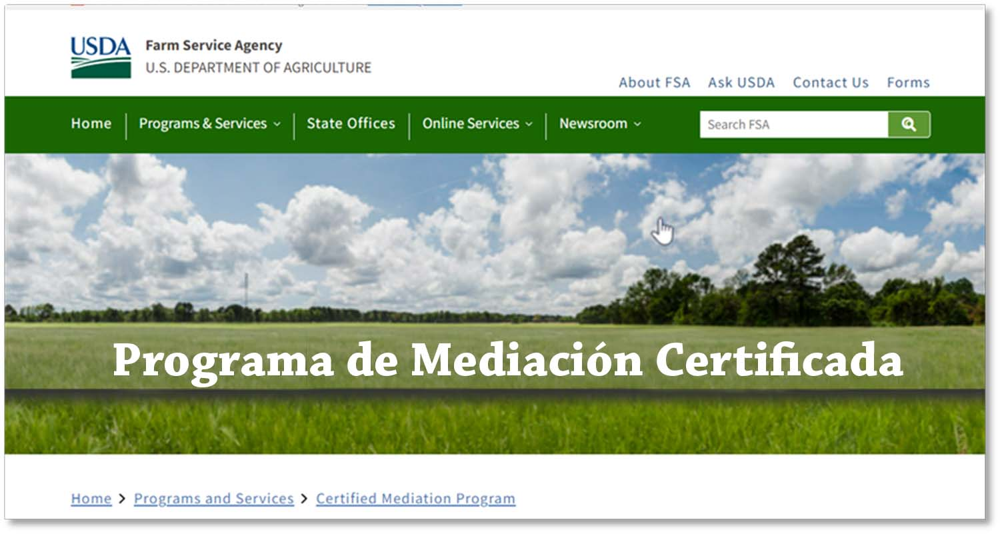 USDA
Farm Service Agency
U.S. DEPARTMENT OF AGRICULTURE
About FSA Ask USDA Contact Us Forms
Home Programs & Services State Offices Online Services Newsroom Search FSA
Programa de Mediación Certificada
Home > Programs and Services > Certified Mediation Program